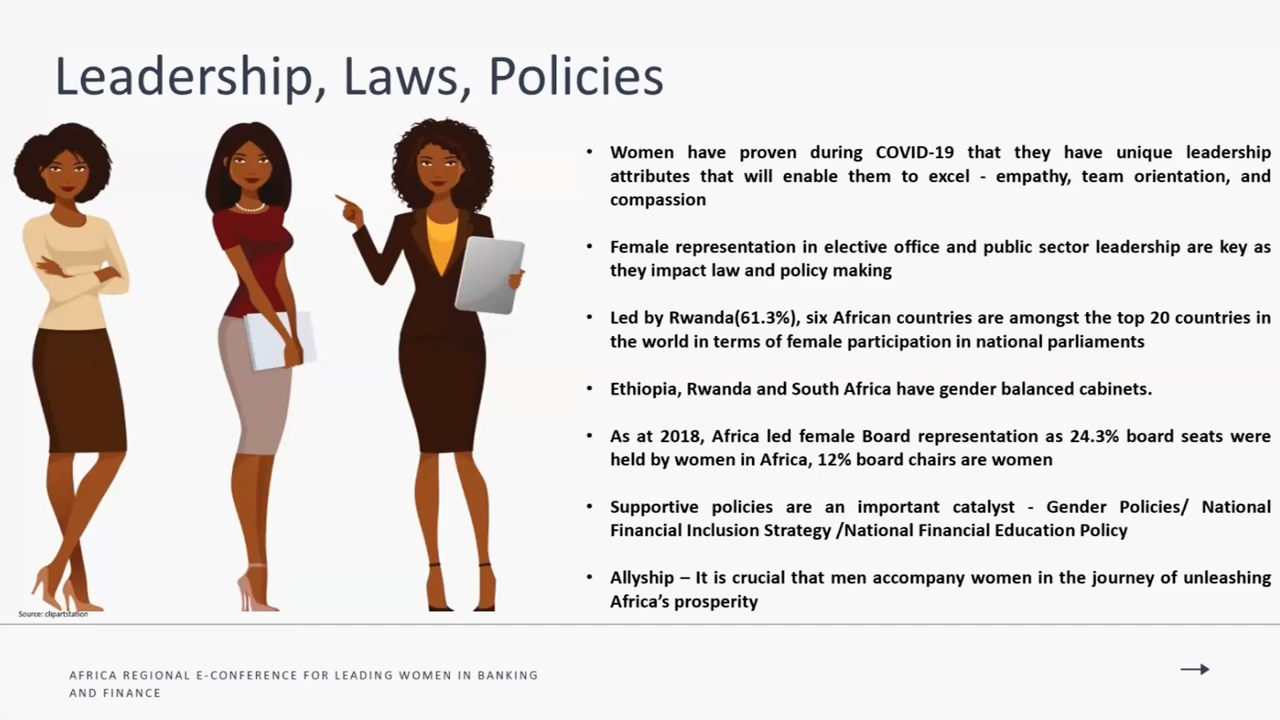 Leadership, Laws, Policies
• Women have proven during COVID-19 that they have unique leadership
attributes that will enable them to excel - empathy, team orientation, and
compassion
• Female representation in elective office and public sector leadership are key as
they impact law and policy making
• Led by Rwanda(61.3%), six African countries are amongst the top 20 countries in
the world in terms of female participation in national parliaments
• Ethiopia, Rwanda and South Africa have gender balanced cabinets.
• As at 2018, Africa led female Board representation as 24.3% board seats were
held by women in Africa, 12% board chairs are women
• Supportive policies are an important catalyst - Gender Policies/ National
Financial Inclusion Strategy /National Financial Education Policy
• Allyship – It is crucial that men accompany women in the journey of unleashing
Africa’s prosperity
Source: clipartstation
AFRICA REGIONAL E-CONFERENCE FOR LEADING WOMEN IN BANKING
AND FINANCE